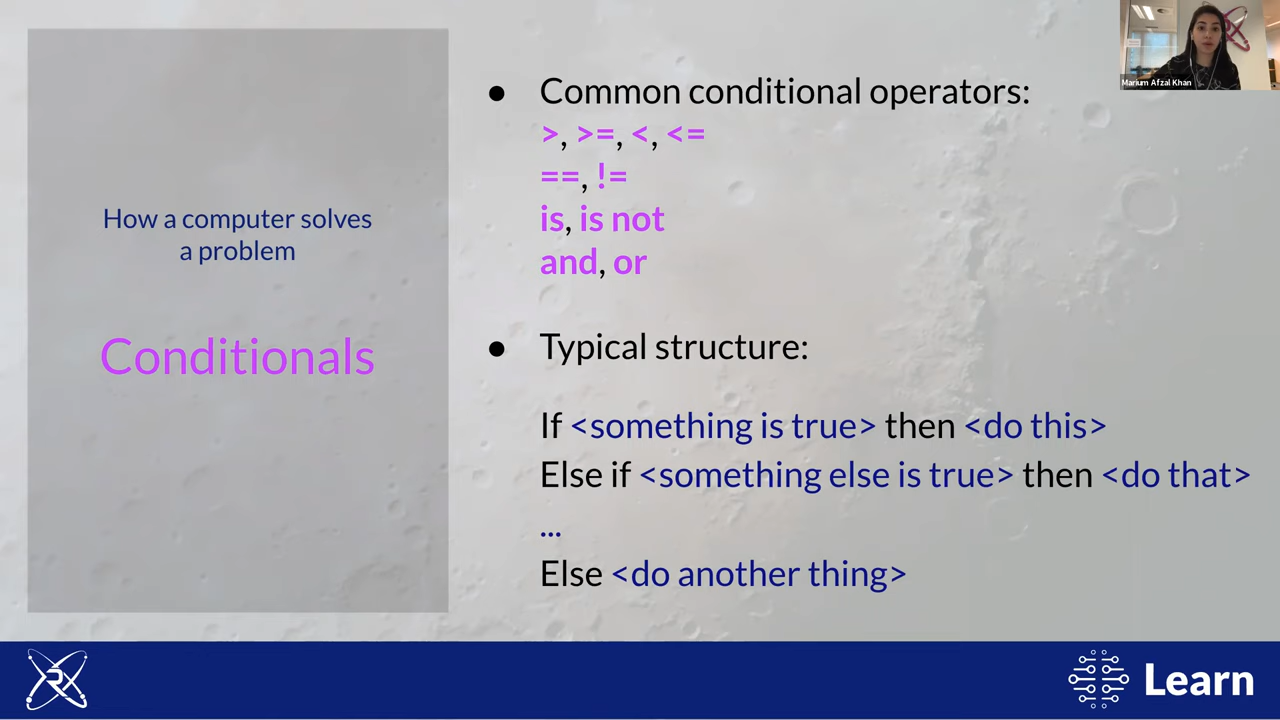 Marium Afzal Khan
How a computer solves
a problem
Conditionals
● Common conditional operators:
>, >=, <, <=
==, !=
is, is not
and, or
● Typical structure:
If <something is true> then <do this>
Else if <something else is true> then <do that>
...
Else <do another thing>
Learn